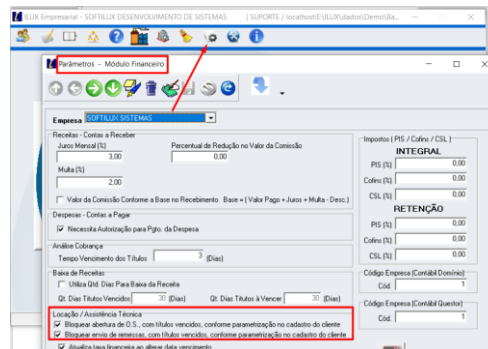 ILUX Empresarial - SOFTILUX DESENVOLVIMENTO DE SISTEMAS [ SUPORTE / localhost:E:\ILUX\dados\Demo\Ba...
Parâmetros - Módulo Financeiro
Empresa SOFTILUX SISTEMAS
Receitas - Contas a Receber
Juros Mensal (%) Percentual de Redução no Valor da Comissão
3,00 0,00
Multa (%)
2,00
Valor da Comissão Conforme a Base no Recebimento Base = ( Valor Pago + Juros + Multa - Desc.)
Despesas - Contas a Pagar
Necessita Autorização para Pgto. da Despesa
Análise Cobrança
Tempo Vencimento dos Títulos 3 (Dias)
Baixa de Receitas
Utiliza Qtd. Dias Para Baixa da Receita
Qt. Dias Títulos Vencidos 30 (Dias) Qt. Dias Títulos à Vencer 30 (Dias)
Locação / Assistência Técnica
Bloquear abertura de O.S., com títulos vencidos, conforme parametrização no cadastro do cliente
Bloquear envio de remessas, com títulos vencidos, conforme parametrização no cadastro do cliente
Atualiza taxa financeira ao alterar data vencimento
Impostos ( PIS / Cofins / CSL )
INTEGRAL
PIS (%) 0,00
Cofins (%) 0,00
CSL (%) 0,00
RETENÇÃO
PIS (%) 0,00
Cofins (%) 0,00
CSL (%) 0,00
Código Empresa (Contábil Domínio)
Cód. 1
Código Empresa (Contábil Questor)
Cód. 1